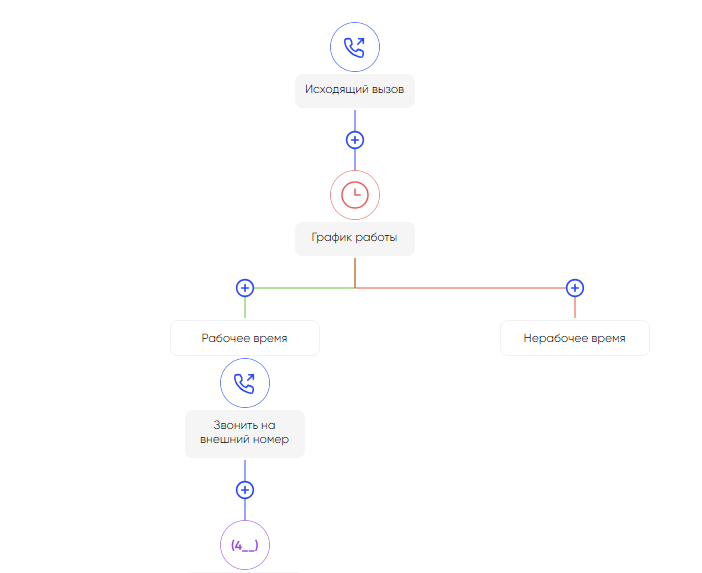 Исходящий вызов
График работы
Рабочее время
Нерабочее время
Звонить на
внешний номер
(4__)